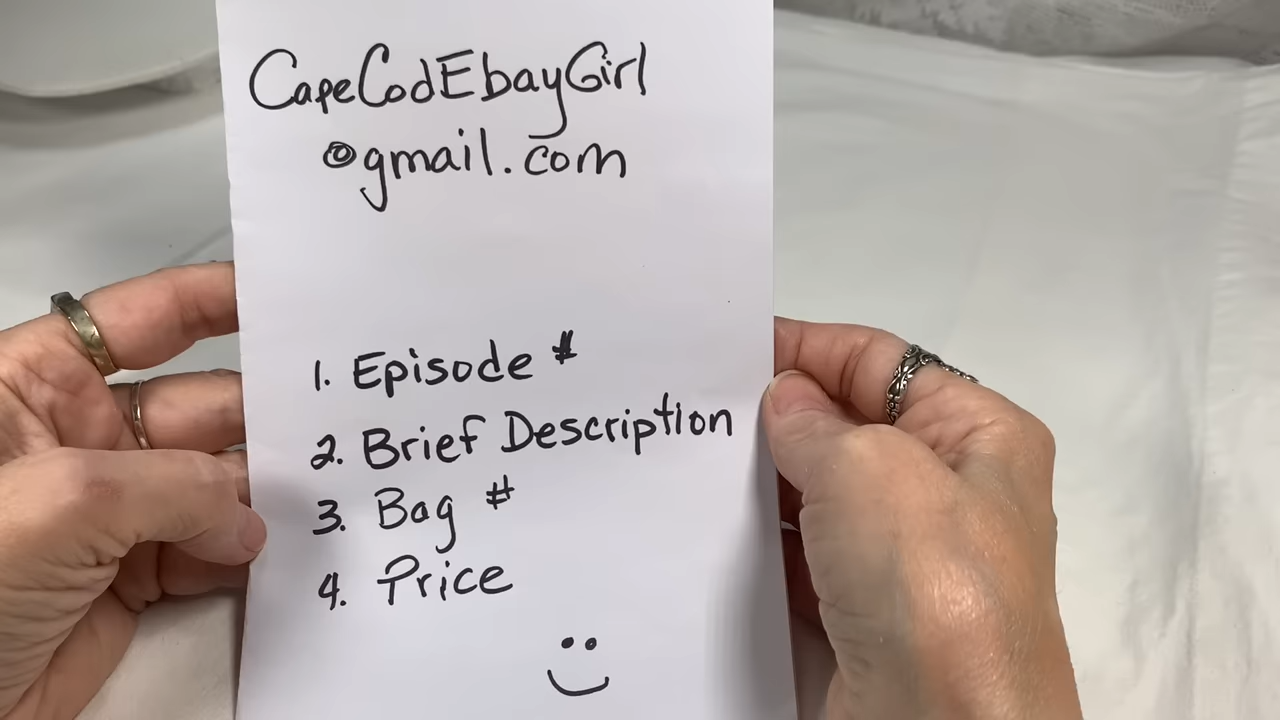 CapeCodEbayGirl
@gmail.com
1. Episode #
2. Brief Description
3. Bag #
4. Price